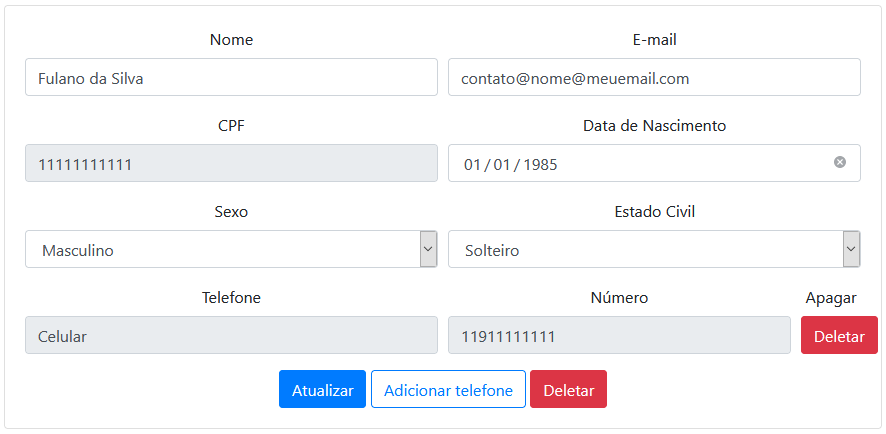 Nome E-mail
Fulano da Silva contato@nome@meuemail.com
CPF Data de Nascimento
11111111111 01 / 01 / 1985
Sexo Estado Civil
Masculino Solteiro
Telefone Número Apagar
Celular 11911111111 Deletar
Atualizar Adicionar telefone Deletar